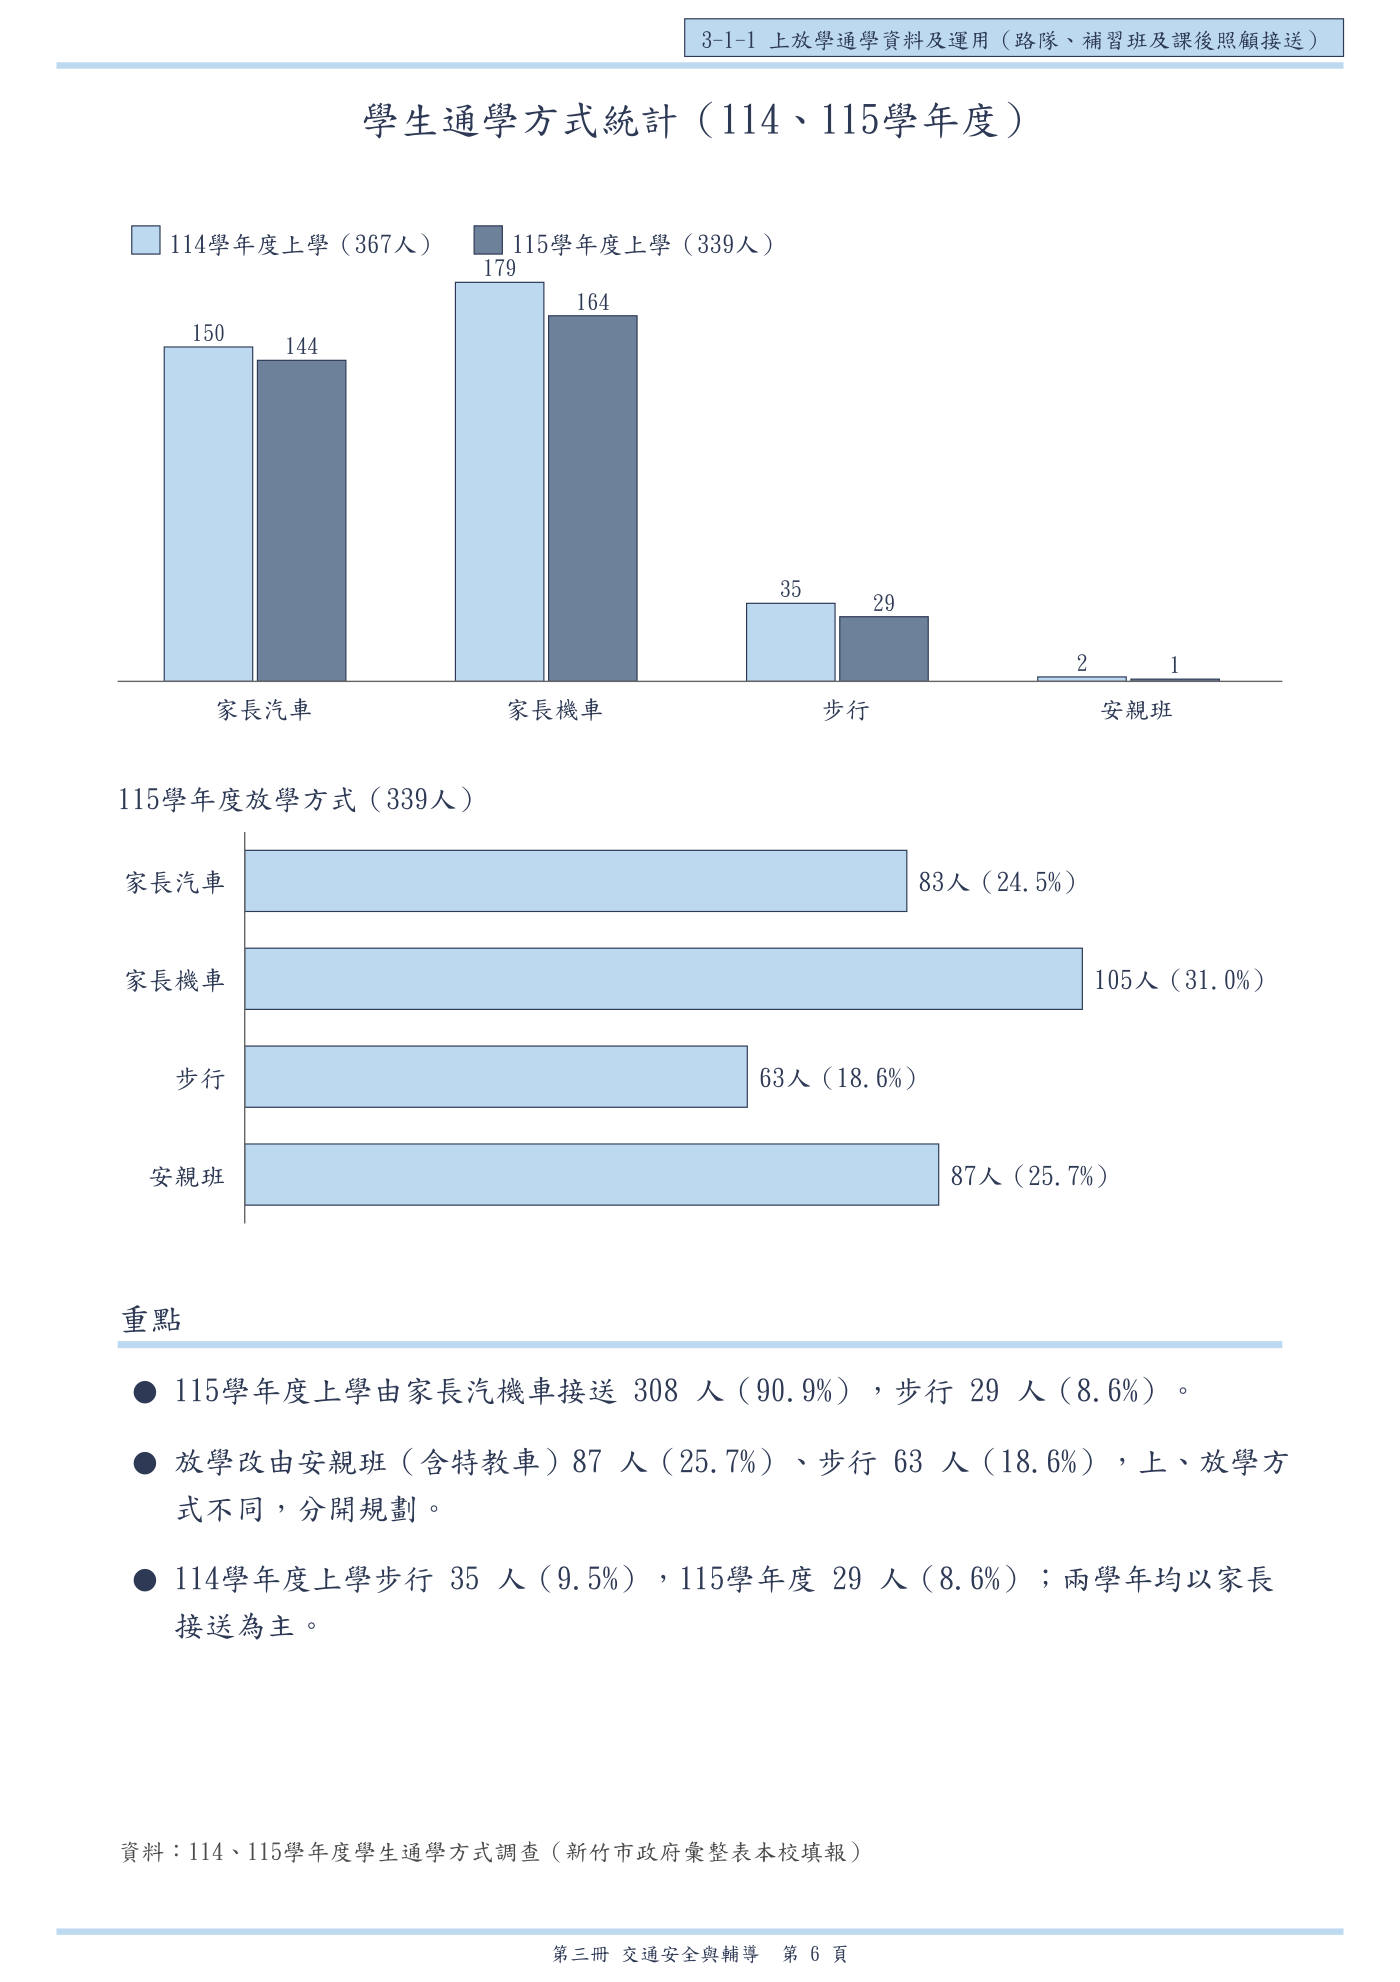 3-1-1 上放學通學資料及運用（路隊、補習班及課後照顧接送）
學生通學方式統計（114、115學年度）
114學年度上學（367人） 115學年度上學（339人）
179
164
150
144
35
29
2
1
家長汽車 家長機車 步行 安親班
115學年度放學方式（339人）
家長汽車 83人（24.5%）
家長機車 105人（31.0%）
步行 63人（18.6%）
安親班 87人（25.7%）
重點
● 115學年度上學由家長汽機車接送 308 人（90.9%），步行 29 人（8.6%）。
● 放學改由安親班（含特教車）87 人（25.7%）、步行 63 人（18.6%），上、放學方
式不同，分開規劃。
● 114學年度上學步行 35 人（9.5%），115學年度 29 人（8.6%）；兩學年均以家長
接送為主。
資料：114、115學年度學生通學方式調查（新竹市政府彙整表本校填報）
第三冊 交通安全與輔導 第 6 頁